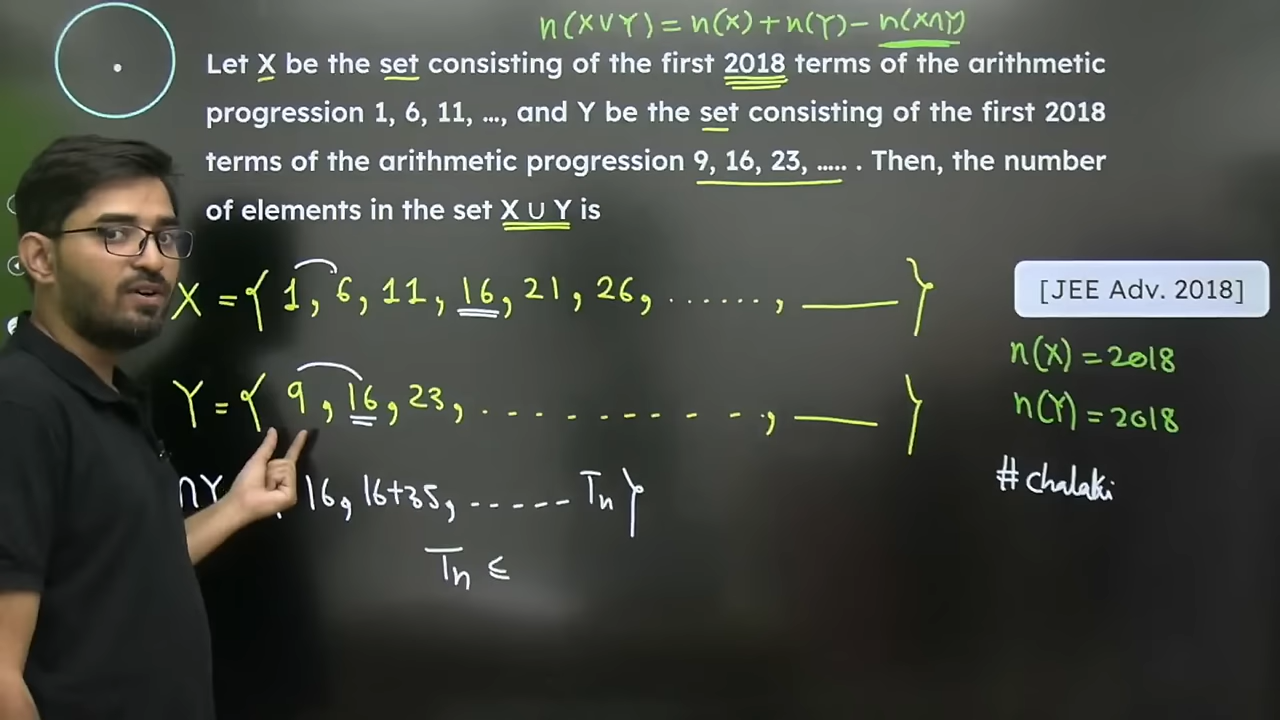 n(X∪Y) = n(X) + n(Y) − n(X∩Y)
Let X be the set consisting of the first 2018 terms of the arithmetic
progression 1, 6, 11, ..., and Y be the set consisting of the first 2018
terms of the arithmetic progression 9, 16, 23, ..... . Then, the number
of elements in the set X ∪ Y is
X = { 1, 6, 11, 16, 21, 26, ......., ____ }
[JEE Adv. 2018]
n(X) = 2018
Y = { 9, 16, 23, - - - - - - - - - -, ____ }
n(Y) = 2018
∩Y 16, 16+35, - - - - - - Tn }
#chalaki
Tn ≤